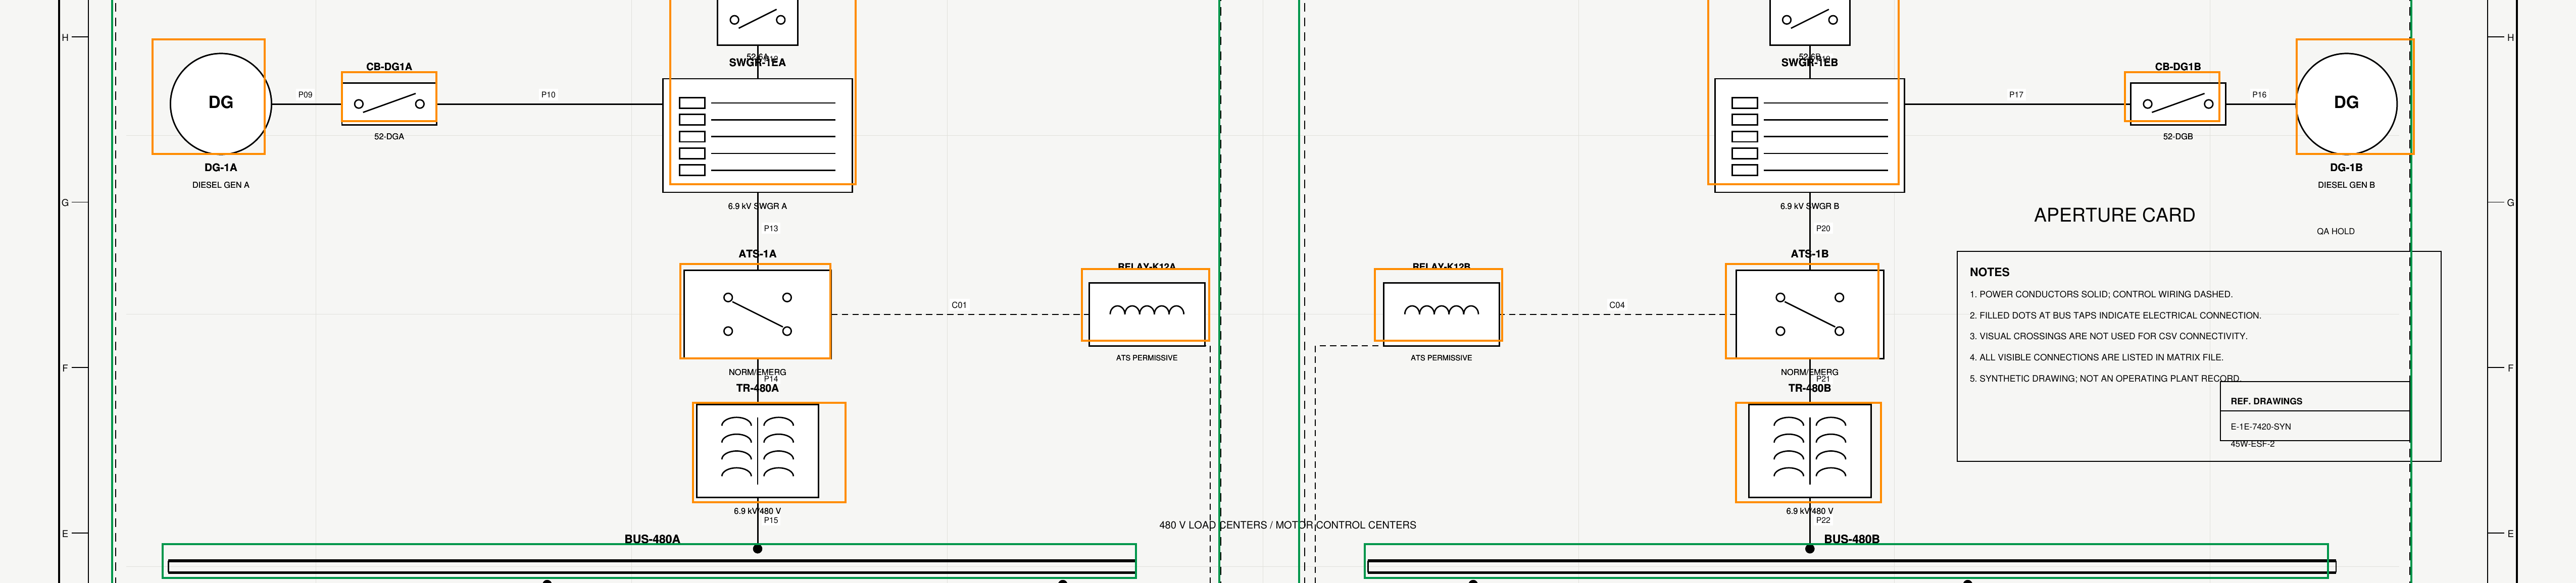 H
H
CB-DG1A
SWGR-1EA
SWGR-1EB
CB-DG1B
DG
P09
P10
P17
P16
DG
52-DGA
52-DGB
DG-1A
DG-1B
DIESEL GEN A
DIESEL GEN B
G
6.9 kV SWGR A
6.9 kV SWGR B
G
APERTURE CARD
P13
P20
QA HOLD
ATS-1A
ATS-1B
RELAY-K12A
RELAY-K12B
NOTES
1. POWER CONDUCTORS SOLID; CONTROL WIRING DASHED.
2. FILLED DOTS AT BUS TAPS INDICATE ELECTRICAL CONNECTION.
3. VISUAL CROSSINGS ARE NOT USED FOR CSV CONNECTIVITY.
4. ALL VISIBLE CONNECTIONS ARE LISTED IN MATRIX FILE.
5. SYNTHETIC DRAWING; NOT AN OPERATING PLANT RECORD.
C01
C04
ATS PERMISSIVE
ATS PERMISSIVE
F
F
NORM/EMERG
NORM/EMERG
P14
P21
TR-480A
TR-480B
REF. DRAWINGS
E-1E-7420-SYN
45W-ESF-2
6.9 kV/480 V
6.9 kV/480 V
P15
P22
480 V LOAD CENTERS / MOTOR CONTROL CENTERS
E
E
BUS-480A
BUS-480B